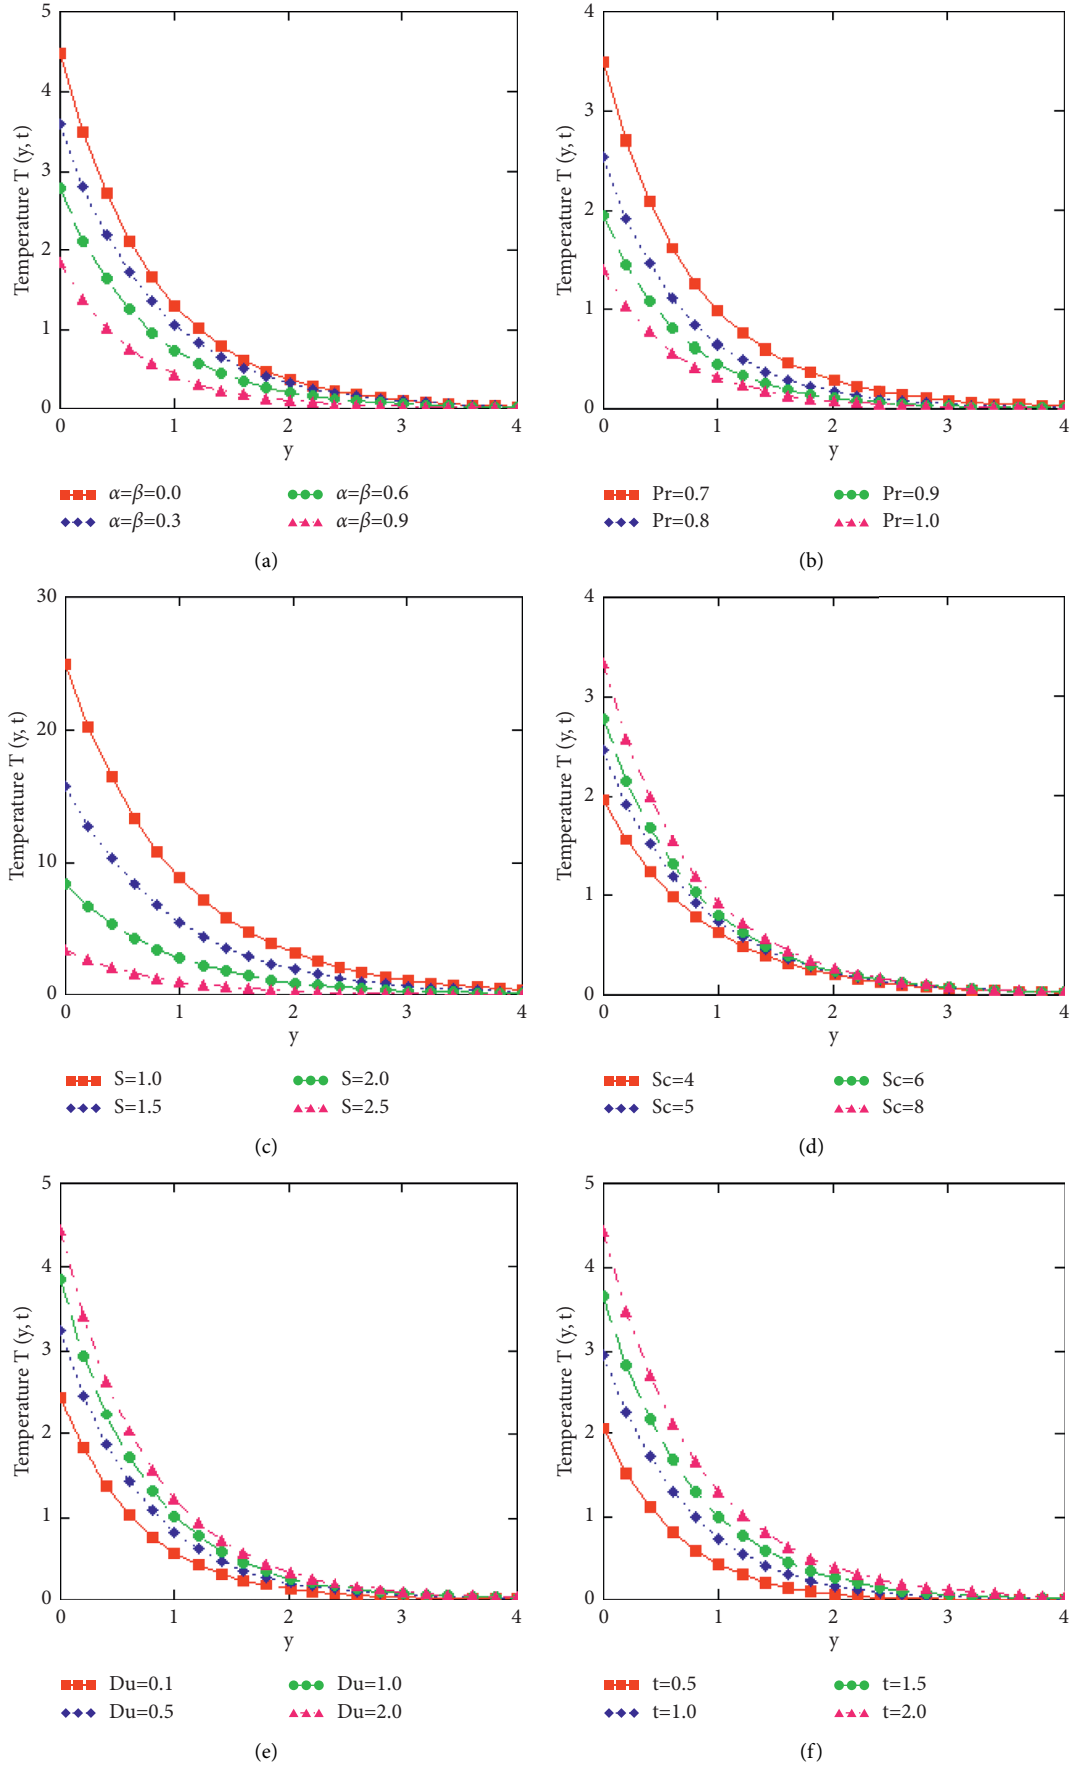 5
4
3
2
1
0
Temperature T (y, t)
0 1 2 3 4
y
α=β=0.0 α=β=0.6
α=β=0.3 α=β=0.9
(a)
4
3
2
1
0
Temperature T (y, t)
0 1 2 3 4
y
Pr=0.7 Pr=0.9
Pr=0.8 Pr=1.0
(b)
30
20
10
0
Temperature T (y, t)
0 1 2 3 4
y
S=1.0 S=2.0
S=1.5 S=2.5
(c)
4
3
2
1
0
Temperature T (y, t)
0 1 2 3 4
y
Sc=4 Sc=6
Sc=5 Sc=8
(d)
5
4
3
2
1
0
Temperature T (y, t)
0 1 2 3 4
y
Du=0.1 Du=1.0
Du=0.5 Du=2.0
(e)
5
4
3
2
1
0
Temperature T (y, t)
0 1 2 3 4
y
t=0.5 t=1.5
t=1.0 t=2.0
(f)